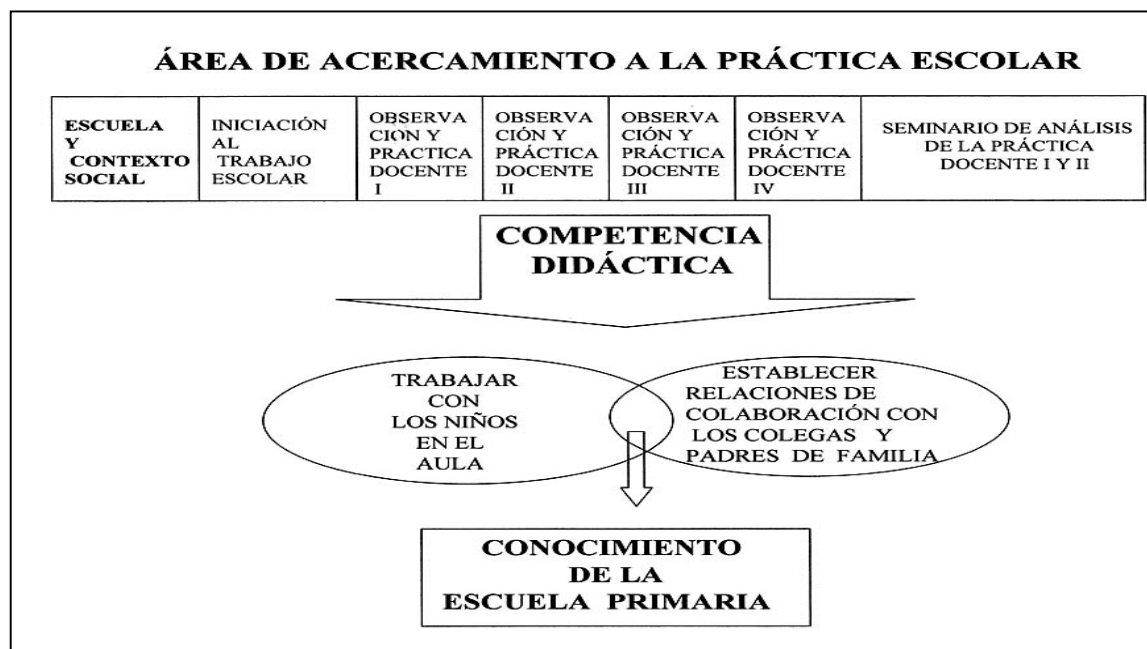 ÁREA DE ACERCAMIENTO A LA PRÁCTICA ESCOLAR
ESCUELA
Y
CONTEXTO
SOCIAL
INICIACIÓN
AL
TRABAJO
ESCOLAR
OBSERVA
CIÓN Y
PRACTICA
DOCENTE
I
OBSERVA
CIÓN Y
PRÁCTICA
DOCENTE
II
OBSERVA
CIÓN Y
PRÁCTICA
DOCENTE
III
OBSERVA
CIÓN Y
PRÁCTICA
DOCENTE
IV
SEMINARIO DE ANÁLISIS
DE LA PRÁCTICA
DOCENTE I Y II
COMPETENCIA
DIDÁCTICA
TRABAJAR
CON
LOS NIÑOS
EN EL
AULA
ESTABLECER
RELACIONES DE
COLABORACIÓN CON
LOS COLEGAS Y
PADRES DE FAMILIA
CONOCIMIENTO
DE LA
ESCUELA PRIMARIA